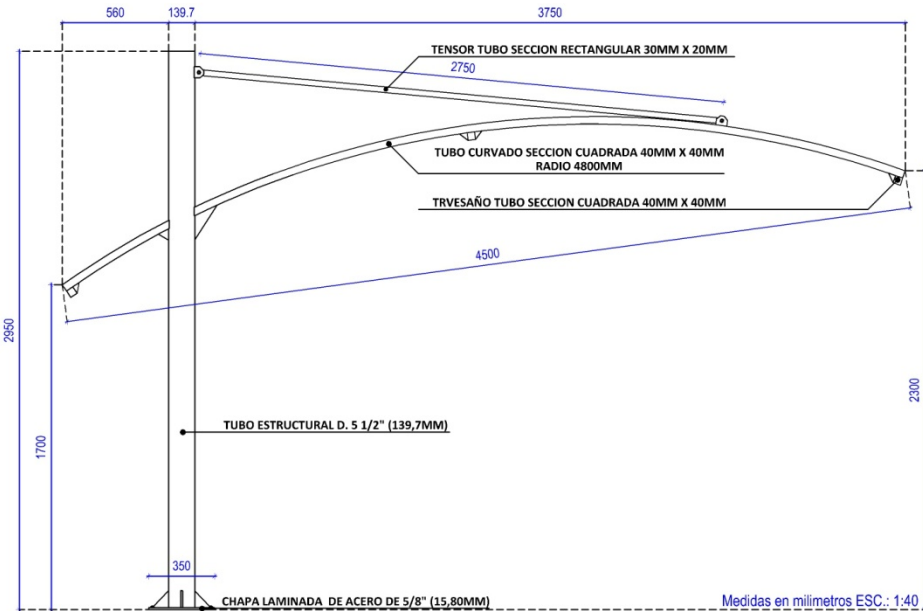 560
139.7
3750
TENSOR TUBO SECCION RECTANGULAR 30MM X 20MM
2750
TUBO CURVADO SECCION CUADRADA 40MM X 40MM
RADIO 4800MM
TRVESAÑO TUBO SECCION CUADRADA 40MM X 40MM
4500
2950
2300
1700
TUBO ESTRUCTURAL D. 5 1/2" (139,7MM)
350
CHAPA LAMINADA DE ACERO DE 5/8" (15,80MM)
Medidas en milimetros ESC.: 1:40